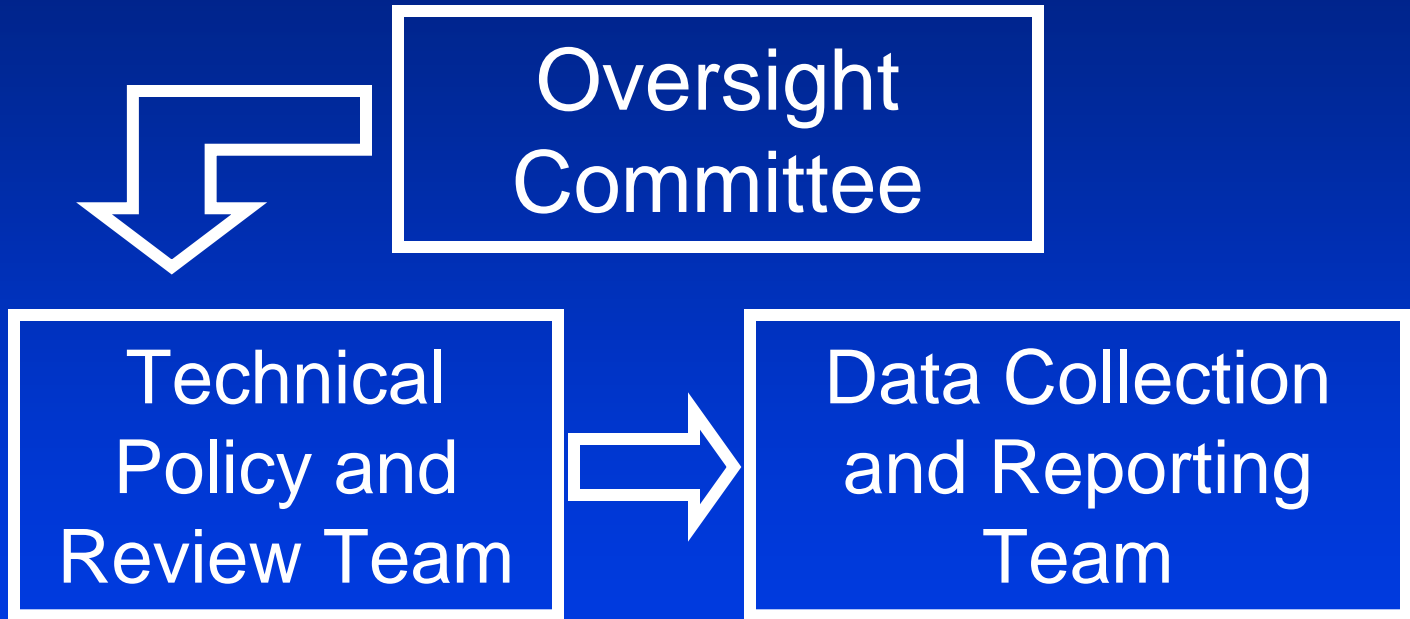 Oversight
Committee
Technical
Policy and
Review Team
Data Collection
and Reporting
Team